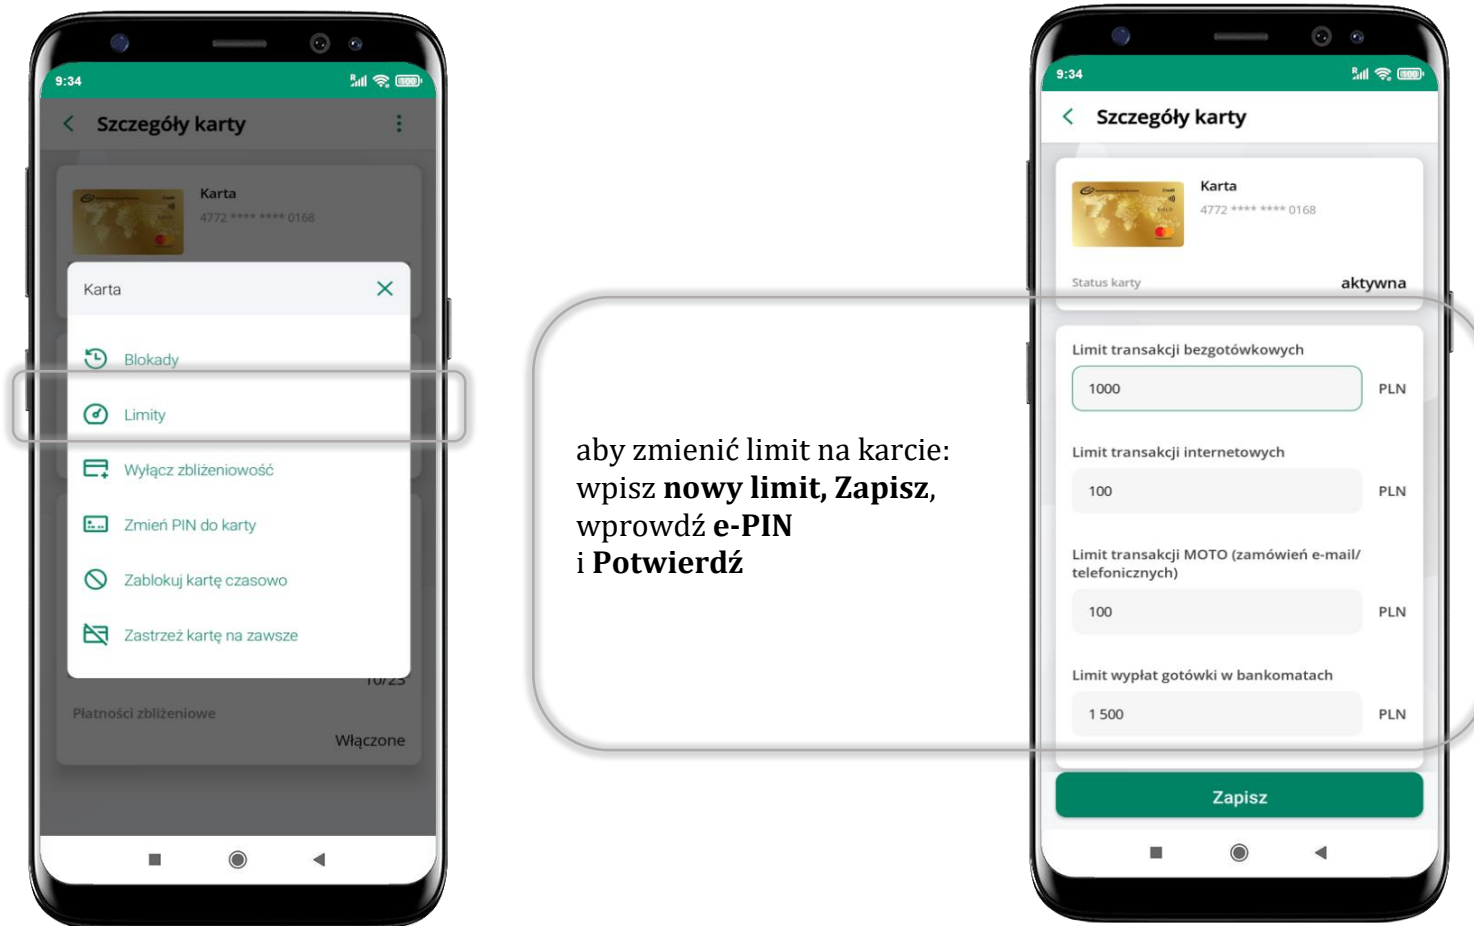 9:34
Szczegóły karty
Karta
4772 **** **** 0168
Karta
Blokady
Limity
Wyłącz zbliżeniowość
Zmień PIN do karty
Zablokuj kartę czasowo
Zastrzeż kartę na zawsze
10/23
Płatności zbliżeniowe
Włączone
aby zmienić limit na karcie:
wpisz nowy limit, Zapisz,
wprowdź e-PIN
i Potwierdź
9:34
Szczegóły karty
Karta
4772 **** **** 0168
Status karty aktywna
Limit transakcji bezgotówkowych
1000 PLN
Limit transakcji internetowych
100 PLN
Limit transakcji MOTO (zamówień e-mail/
telefonicznych)
100 PLN
Limit wypłat gotówki w bankomatach
1 500 PLN
Zapisz